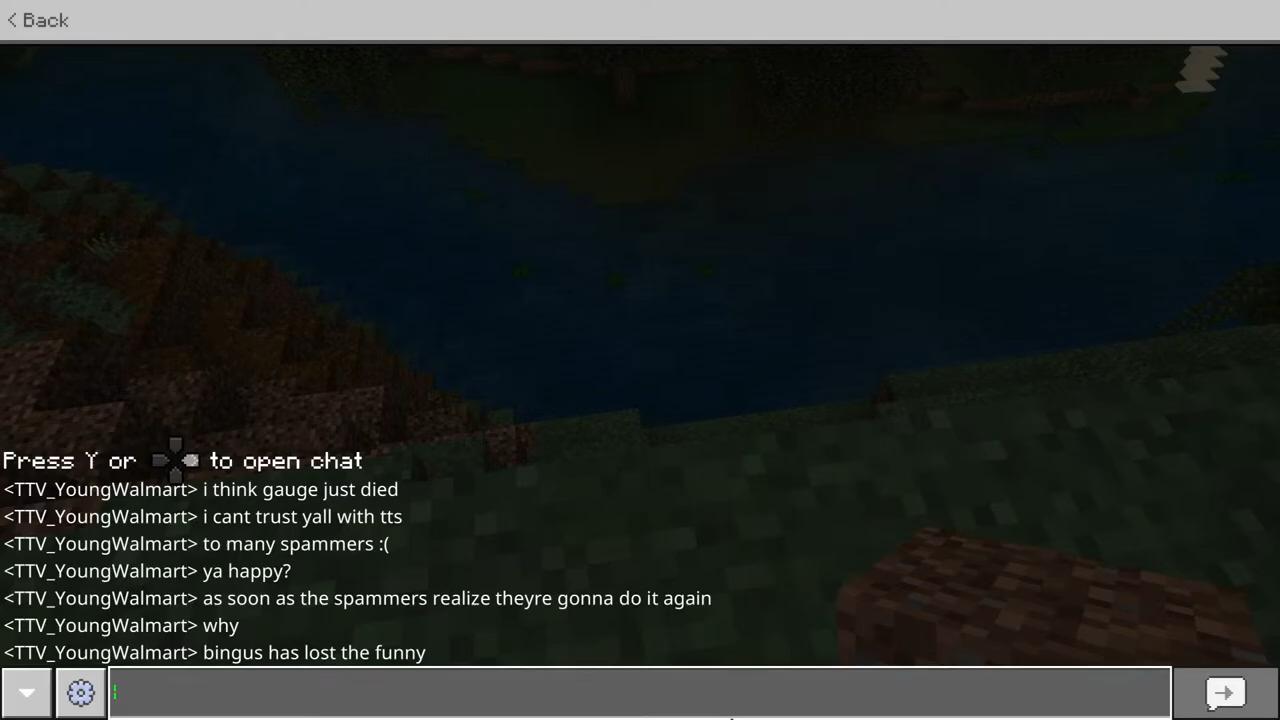 Back
Press Y or to open chat
<TTV_YoungWalmart> i think gauge just died
<TTV_YoungWalmart> i cant trust yall with tts
<TTV_YoungWalmart> to many spammers :(
<TTV_YoungWalmart> ya happy?
<TTV_YoungWalmart> as soon as the spammers realize theyre gonna do it again
<TTV_YoungWalmart> why
<TTV_YoungWalmart> bingus has lost the funny